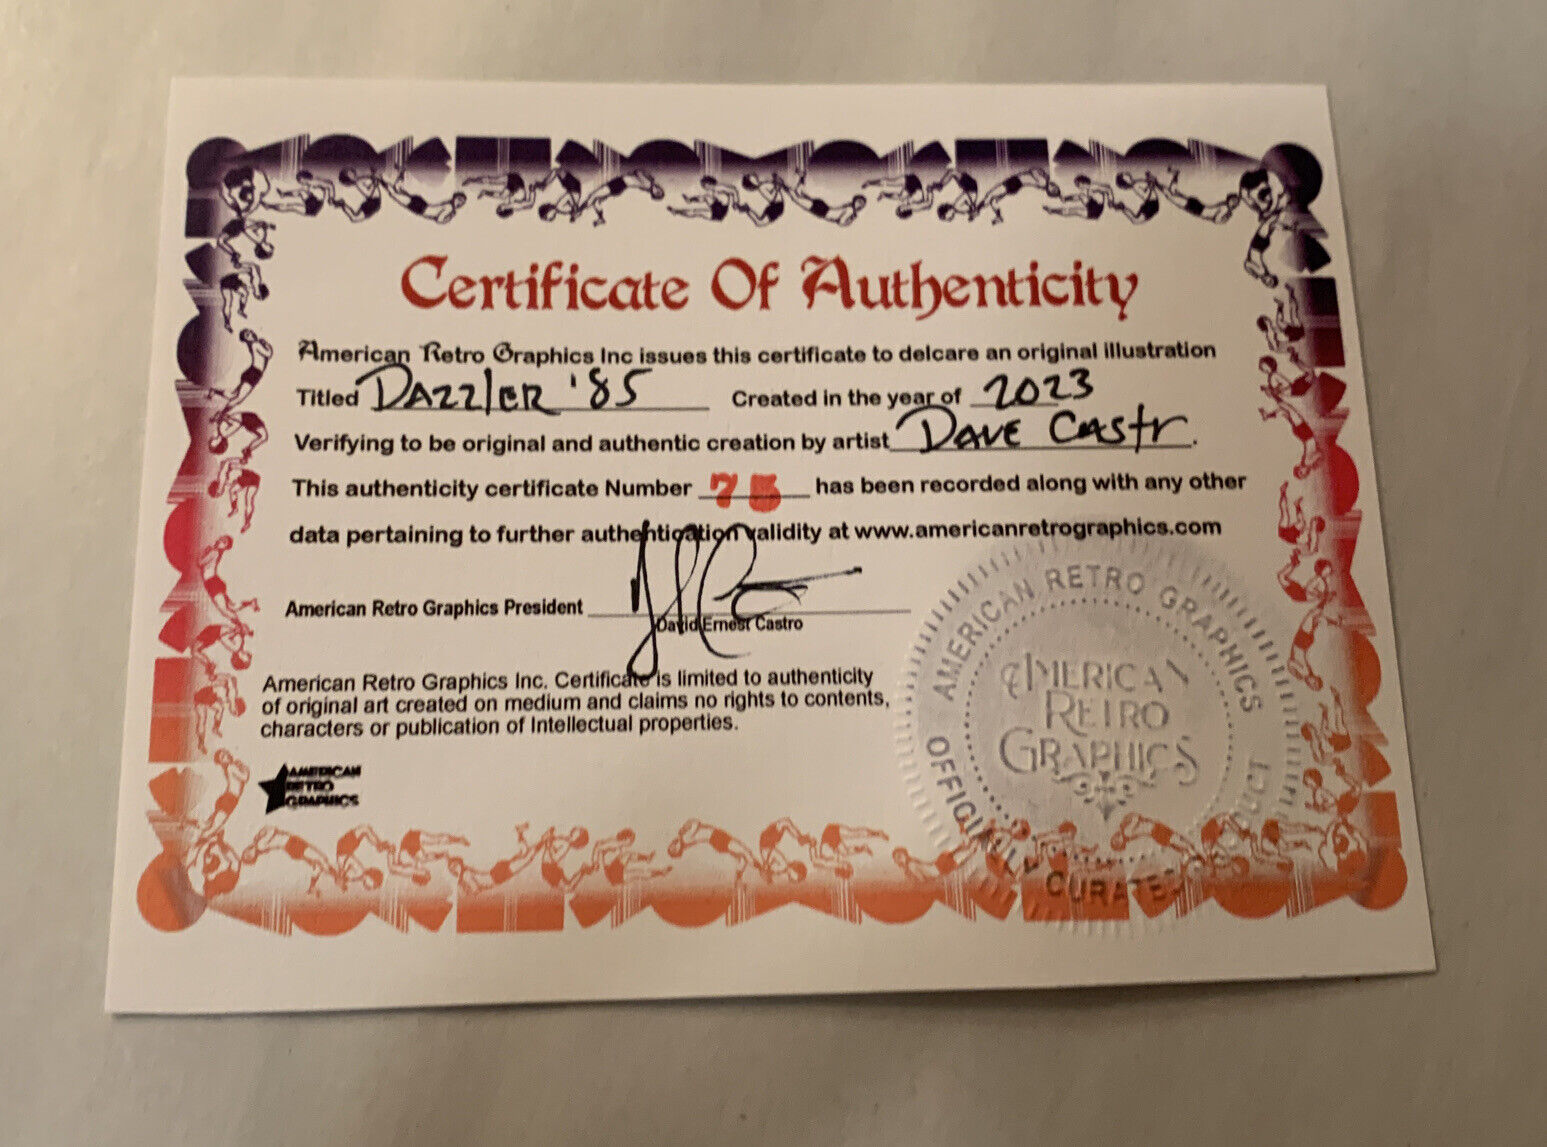 Certificate Of Authenticity
American Retro Graphics Inc issues this certificate to delcare an original illustration
Titled DAZZLER '85 Created in the year of 2023
Verifying to be original and authentic creation by artist DAVE CASTR.
This authenticity certificate Number 75 has been recorded along with any other
data pertaining to further authentication validity at www.americanretrographics.com
American Retro Graphics President
David Ernest Castro
American Retro Graphics Inc. Certificate is limited to authenticity
of original art created on medium and claims no rights to contents,
characters or publication of Intellectual properties.
AMERICAN
RETRO
GRAPHICS
AMERICAN RETRO GRAPHICS
AMERICAN
RETRO
GRAPHICS
OFFICIALLY CURATED